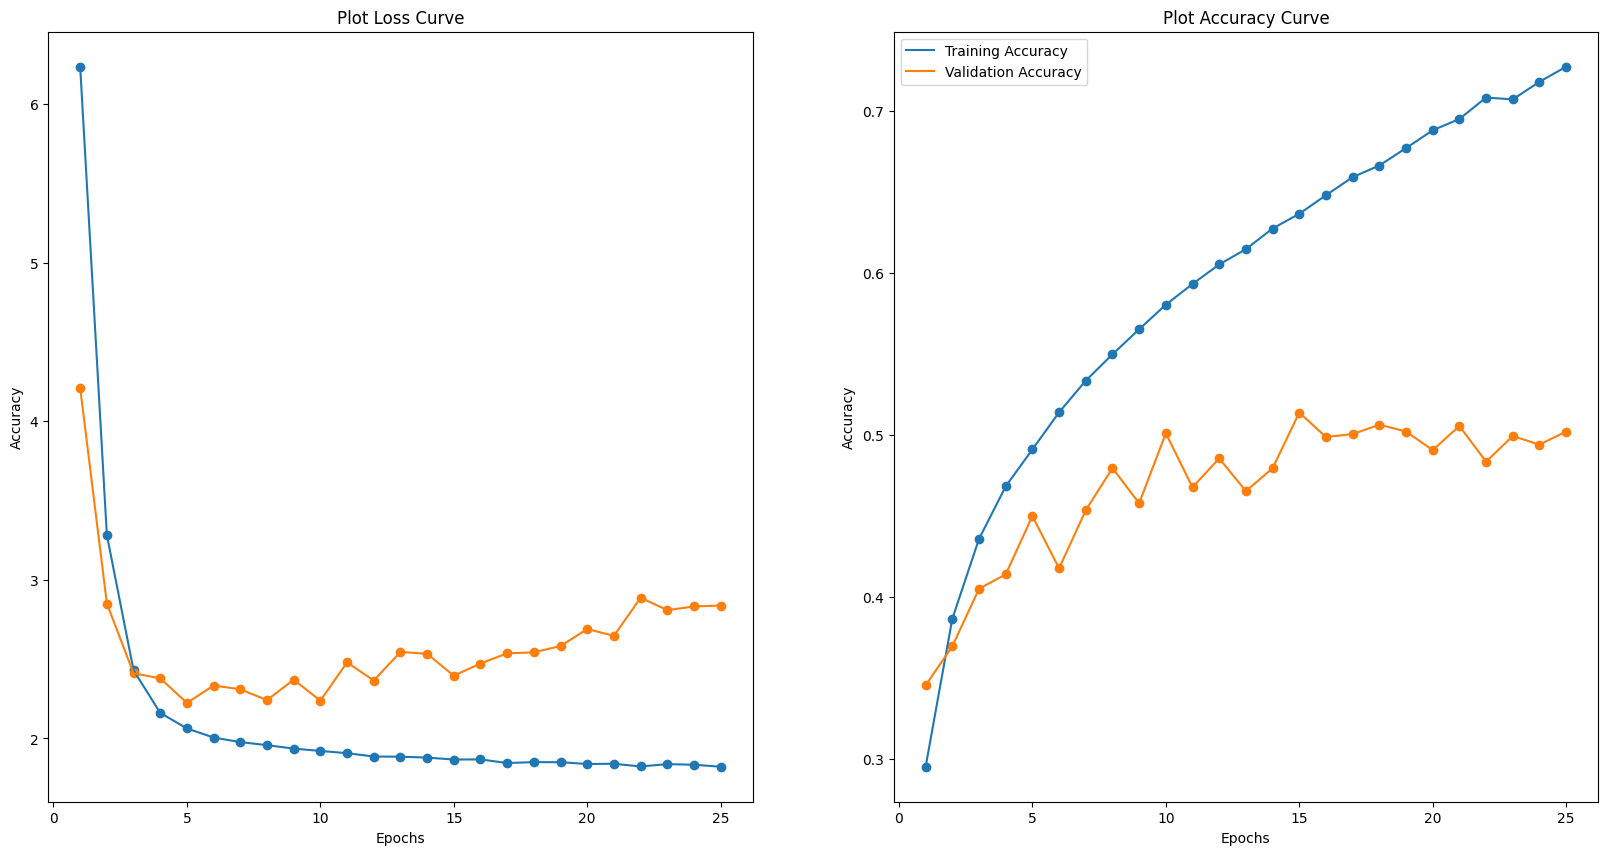 Plot Loss Curve
6
5
4
3
2
Accuracy
0 5 10 15 20 25
Epochs
Plot Accuracy Curve
Training Accuracy
Validation Accuracy
0.7
0.6
0.5
0.4
0.3
Accuracy
0 5 10 15 20 25
Epochs